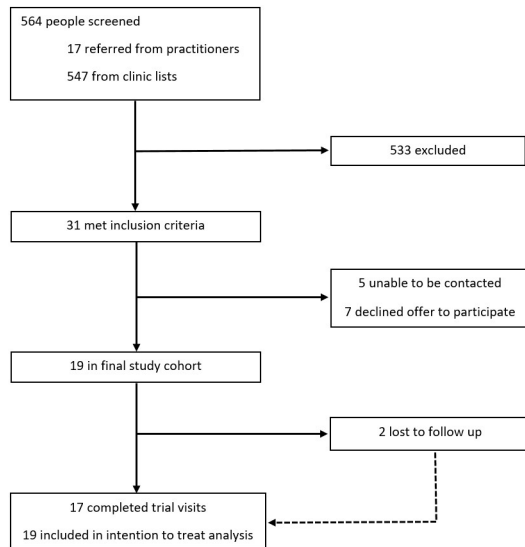 564 people screened
17 referred from practitioners
547 from clinic lists
533 excluded
31 met inclusion criteria
5 unable to be contacted
7 declined offer to participate
19 in final study cohort
2 lost to follow up
17 completed trial visits
19 included in intention to treat analysis